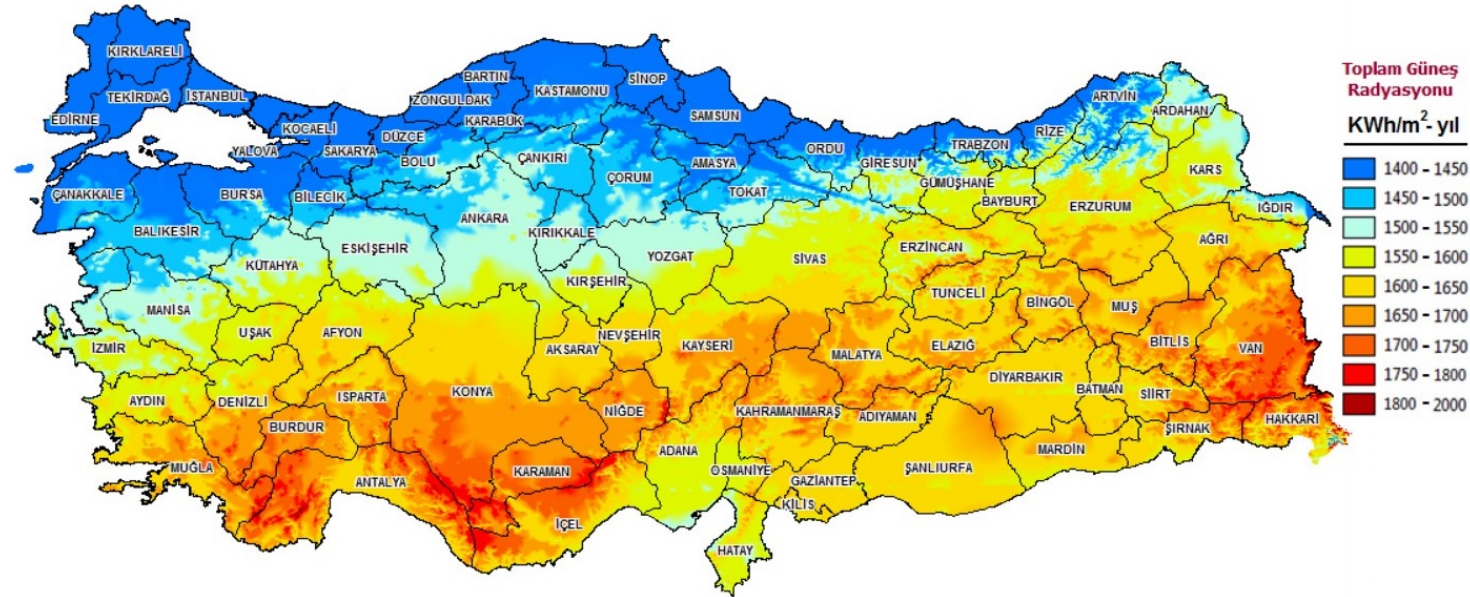 KIRKLARELİ
TEKİRDAĞ
İSTANBUL
EDİRNE
KOCAELİ
YALOVA
SAKARYA
DÜZCE
ZONGULDAK
BARTIN
KARABÜK
KASTAMONU
SİNOP
SAMSUN
BOLU
ÇANKIRI
ÇORUM
AMASYA
TOKAT
ORDU
GİRESUN
TRABZON
RİZE
ARTVİN
ARDAHAN
GÜMÜŞHANE
BAYBURT
ERZURUM
KARS
IĞDIR
AĞRI
ÇANAKKALE
BURSA
BİLECİK
BALIKESİR
KÜTAHYA
ESKİŞEHİR
ANKARA
KIRIKKALE
KIRŞEHİR
YOZGAT
SİVAS
ERZİNCAN
TUNCELİ
BİNGÖL
MUŞ
BİTLİS
VAN
MANİSA
İZMİR
UŞAK
AFYON
AKSARAY
NEVŞEHİR
KAYSERİ
MALATYA
ELAZIĞ
DİYARBAKIR
BATMAN
SİİRT
ŞIRNAK
HAKKARİ
AYDIN
DENİZLİ
ISPARTA
BURDUR
KONYA
NİĞDE
KAHRAMANMARAŞ
ADIYAMAN
MARDİN
MUĞLA
ANTALYA
KARAMAN
İÇEL
ADANA
OSMANİYE
GAZİANTEP
KİLİS
ŞANLIURFA
HATAY
Toplam Güneş
Radyasyonu
KWh/m²- yıl
1400 - 1450
1450 - 1500
1500 - 1550
1550 - 1600
1600 - 1650
1650 - 1700
1700 - 1750
1750 - 1800
1800 - 2000